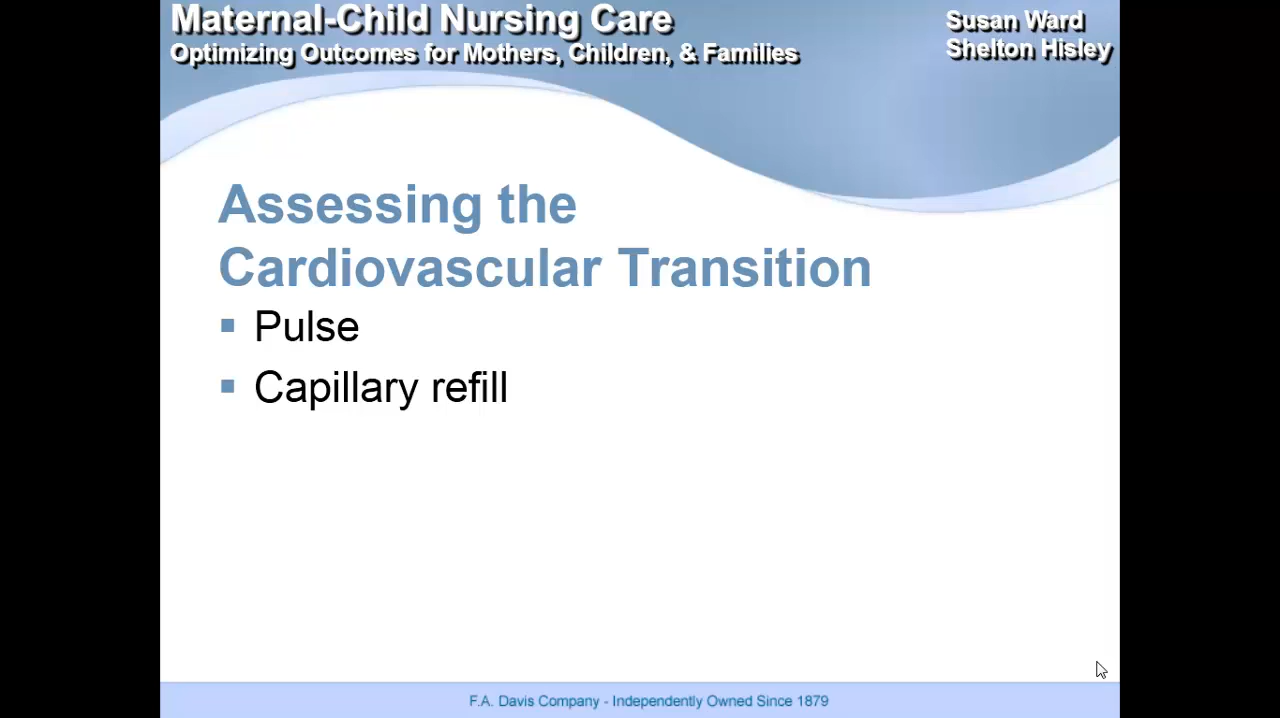 Maternal-Child Nursing Care
Optimizing Outcomes for Mothers, Children, & Families
Susan Ward
Shelton Hisley
Assessing the
Cardiovascular Transition
▪ Pulse
▪ Capillary refill
F.A. Davis Company - Independently Owned Since 1879